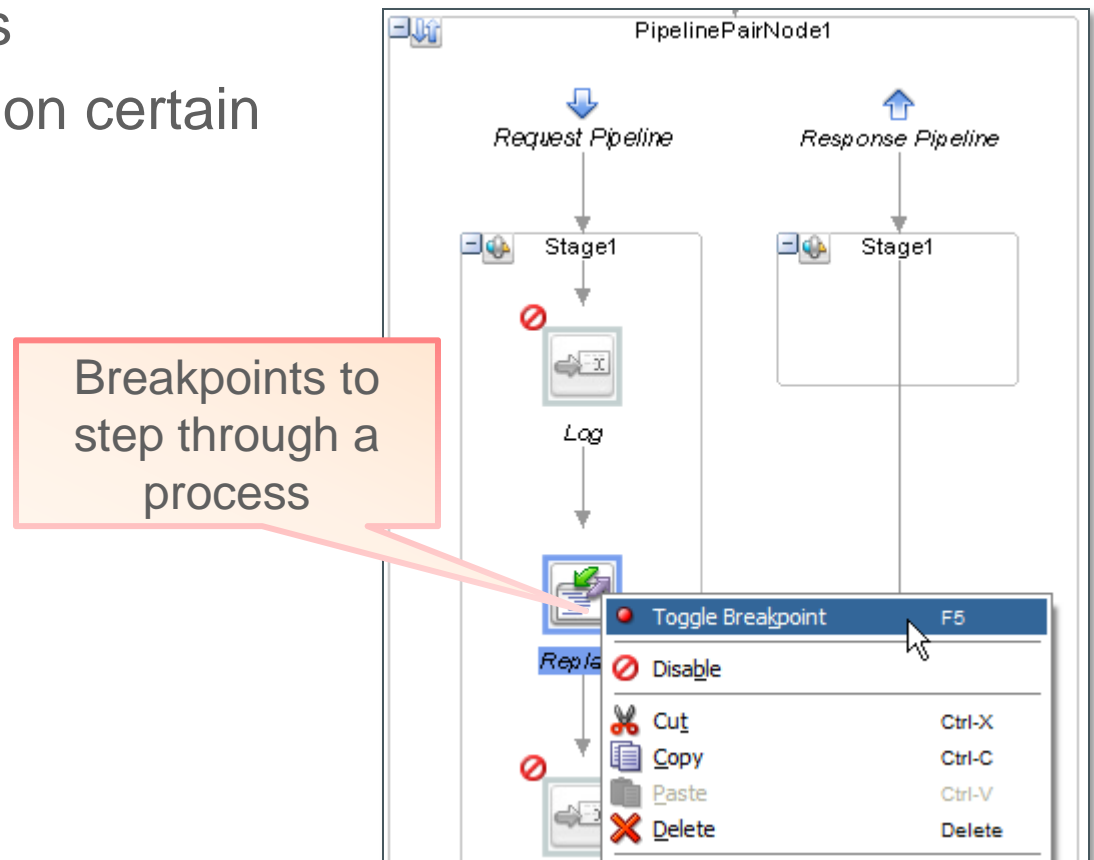 s
on certain
PipelinePairNode1
Request Pipeline
Response Pipeline
Stage1
Stage1
Breakpoints to
step through a
process
Log
Toggle Breakpoint F5
Disable
Cut Ctrl-X
Copy Ctrl-C
Paste Ctrl-V
Delete Delete